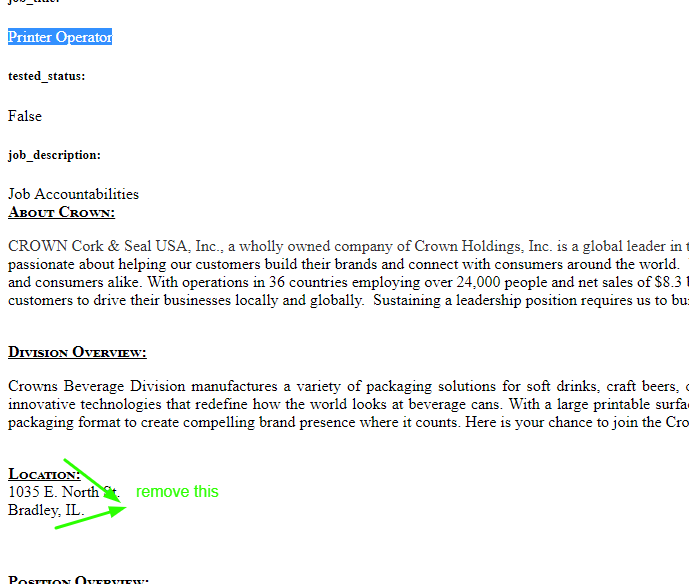 job_title:
Printer Operator
tested_status:
False
job_description:
Job Accountabilities
ABOUT CROWN:
CROWN Cork & Seal USA, Inc., a wholly owned company of Crown Holdings, Inc. is a global leader in
passionate about helping our customers build their brands and connect with consumers around the world.
and consumers alike. With operations in 36 countries employing over 24,000 people and net sales of $8.3
customers to drive their businesses locally and globally. Sustaining a leadership position requires us to
DIVISION OVERVIEW:
Crowns Beverage Division manufactures a variety of packaging solutions for soft drinks, craft beers,
innovative technologies that redefine how the world looks at beverage cans. With a large printable
packaging format to create compelling brand presence where it counts. Here is your chance to join the
LOCATION:
1035 E. North St. remove this
Bradley, IL.
POSITION OVERVIEW: